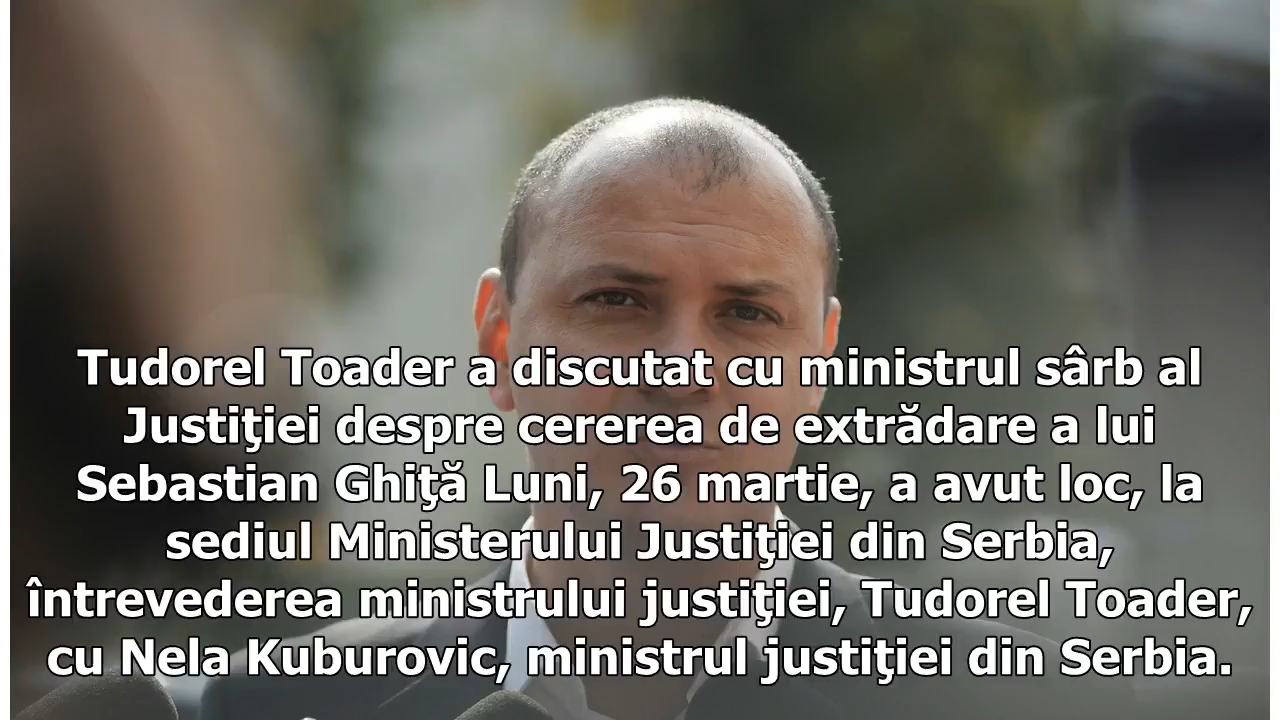 Tudorel Toader a discutat cu ministrul sârb al
Justiţiei despre cererea de extrădare a lui
Sebastian Ghiţă Luni, 26 martie, a avut loc, la
sediul Ministerului Justiţiei din Serbia,
întrevederea ministrului justiţiei, Tudorel Toader,
cu Nela Kuburovic, ministrul justiţiei din Serbia.